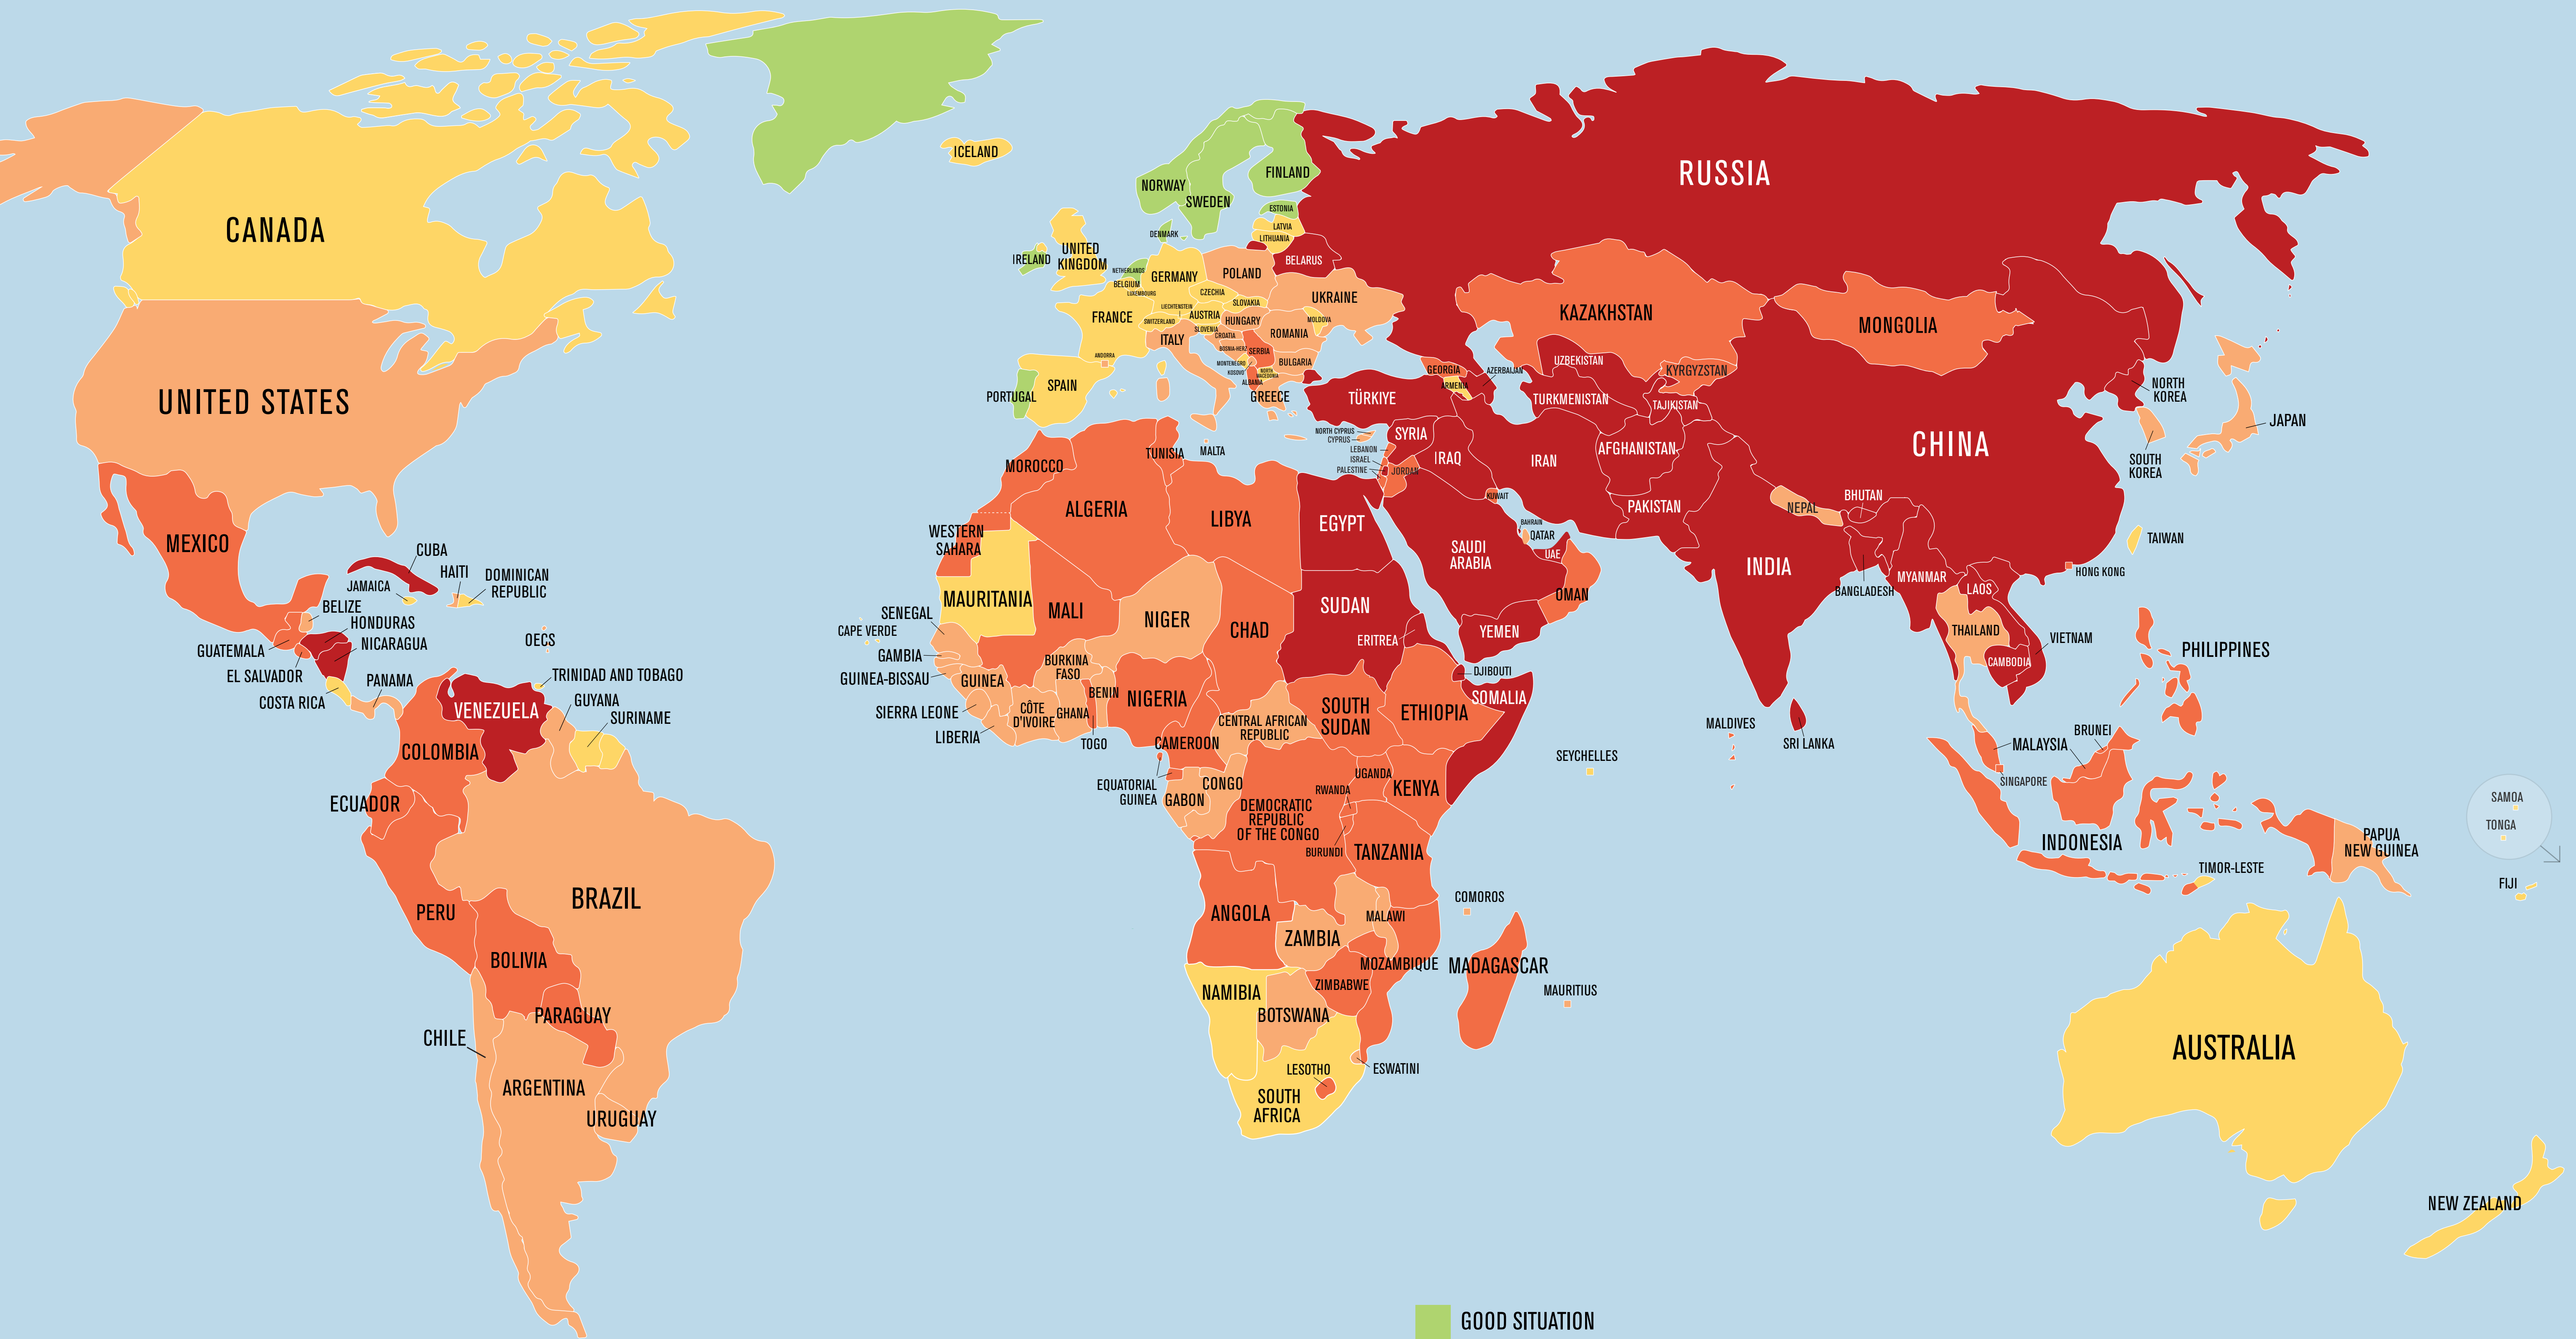 ICELAND
CANADA
UNITED STATES
MEXICO
CUBA
JAMAICA
HAITI
DOMINICAN
REPUBLIC
BELIZE
HONDURAS
NICARAGUA
GUATEMALA
EL SALVADOR
COSTA RICA
PANAMA
OECS
TRINIDAD AND TOBAGO
GUYANA
SURINAME
VENEZUELA
COLOMBIA
ECUADOR
PERU
BRAZIL
BOLIVIA
PARAGUAY
CHILE
ARGENTINA
URUGUAY
NORWAY
SWEDEN
FINLAND
ESTONIA
LATVIA
LITHUANIA
DENMARK
IRELAND
UNITED
KINGDOM
NETHERLANDS
BELGIUM
LUXEMBOURG
GERMANY
POLAND
BELARUS
UKRAINE
CZECHIA
SLOVAKIA
LIECHTENSTEIN
AUSTRIA
HUNGARY
MOLDOVA
FRANCE
SWITZERLAND
SLOVENIA
CROATIA
ROMANIA
ITALY
BOSNIA-HERZ
SERBIA
BULGARIA
MONTENEGRO
KOSOVO
NORTH
MACEDONIA
ALBANIA
GREECE
ANDORRA
SPAIN
PORTUGAL
MALTA
RUSSIA
KAZAKHSTAN
MONGOLIA
UZBEKISTAN
KYRGYZSTAN
GEORGIA
ARMENIA
AZERBAIJAN
TURKMENISTAN
TAJIKISTAN
TÜRKIYE
NORTH CYPRUS
CYPRUS
LEBANON
ISRAEL
PALESTINE
JORDAN
SYRIA
IRAQ
IRAN
AFGHANISTAN
PAKISTAN
KUWAIT
BAHRAIN
QATAR
UAE
SAUDI
ARABIA
OMAN
YEMEN
CHINA
NORTH
KOREA
SOUTH
KOREA
JAPAN
TAIWAN
HONG KONG
NEPAL
BHUTAN
INDIA
BANGLADESH
MYANMAR
LAOS
THAILAND
VIETNAM
CAMBODIA
PHILIPPINES
MALDIVES
SRI LANKA
BRUNEI
MALAYSIA
SINGAPORE
INDONESIA
TIMOR-LESTE
PAPUA
NEW GUINEA
SAMOA
TONGA
FIJI
AUSTRALIA
NEW ZEALAND
MOROCCO
TUNISIA
ALGERIA
LIBYA
EGYPT
WESTERN
SAHARA
MAURITANIA
MALI
NIGER
CHAD
SUDAN
ERITREA
DJIBOUTI
SOMALIA
SENEGAL
CAPE VERDE
GAMBIA
GUINEA-BISSAU
GUINEA
SIERRA LEONE
LIBERIA
CÔTE
D'IVOIRE
BURKINA
FASO
GHANA
TOGO
BENIN
NIGERIA
CAMEROON
CENTRAL AFRICAN
REPUBLIC
SOUTH
SUDAN
ETHIOPIA
EQUATORIAL
GUINEA
GABON
CONGO
DEMOCRATIC
REPUBLIC
OF THE CONGO
UGANDA
RWANDA
BURUNDI
KENYA
TANZANIA
SEYCHELLES
COMOROS
ANGOLA
ZAMBIA
MALAWI
MOZAMBIQUE
MADAGASCAR
MAURITIUS
ZIMBABWE
NAMIBIA
BOTSWANA
LESOTHO
ESWATINI
SOUTH
AFRICA
GOOD SITUATION